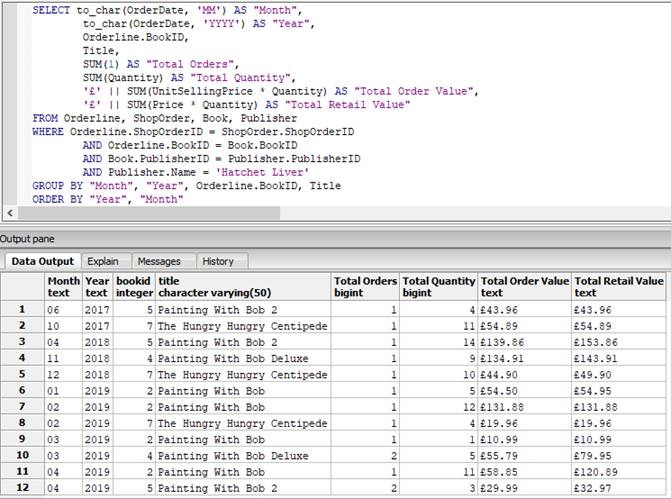 SELECT to_char(OrderDate, 'MM') AS "Month",
to_char(OrderDate, 'YYYY') AS "Year",
Orderline.BookID,
Title,
SUM(1) AS "Total Orders",
SUM(Quantity) AS "Total Quantity",
'£' || SUM(UnitSellingPrice * Quantity) AS "Total Order Value",
'£' || SUM(Price * Quantity) AS "Total Retail Value"
FROM Orderline, ShopOrder, Book, Publisher
WHERE Orderline.ShopOrderID = ShopOrder.ShopOrderID
AND Orderline.BookID = Book.BookID
AND Book.PublisherID = Publisher.PublisherID
AND Publisher.Name = 'Hatchet Liver'
GROUP BY "Month", "Year", Orderline.BookID, Title
ORDER BY "Year", "Month"
Output pane
Data Output Explain Messages History
Month Year bookid title Total Orders Total Quantity Total Order Value Total Retail Value
text text integer character varying(50) bigint bigint text text
1 06 2017 5 Painting With Bob 2 1 4 £43.96 £43.96
2 10 2017 7 The Hungry Hungry Centipede 1 11 £54.89 £54.89
3 04 2018 5 Painting With Bob 2 1 14 £139.86 £153.86
4 11 2018 4 Painting With Bob Deluxe 1 9 £134.91 £143.91
5 12 2018 7 The Hungry Hungry Centipede 1 10 £44.90 £49.90
6 01 2019 2 Painting With Bob 1 5 £54.50 £54.95
7 02 2019 2 Painting With Bob 1 12 £131.88 £131.88
8 02 2019 7 The Hungry Hungry Centipede 1 4 £19.96 £19.96
9 03 2019 2 Painting With Bob 1 1 £10.99 £10.99
10 03 2019 4 Painting With Bob Deluxe 2 5 £55.79 £79.95
11 04 2019 2 Painting With Bob 1 11 £58.85 £120.89
12 04 2019 5 Painting With Bob 2 2 3 £29.99 £32.97